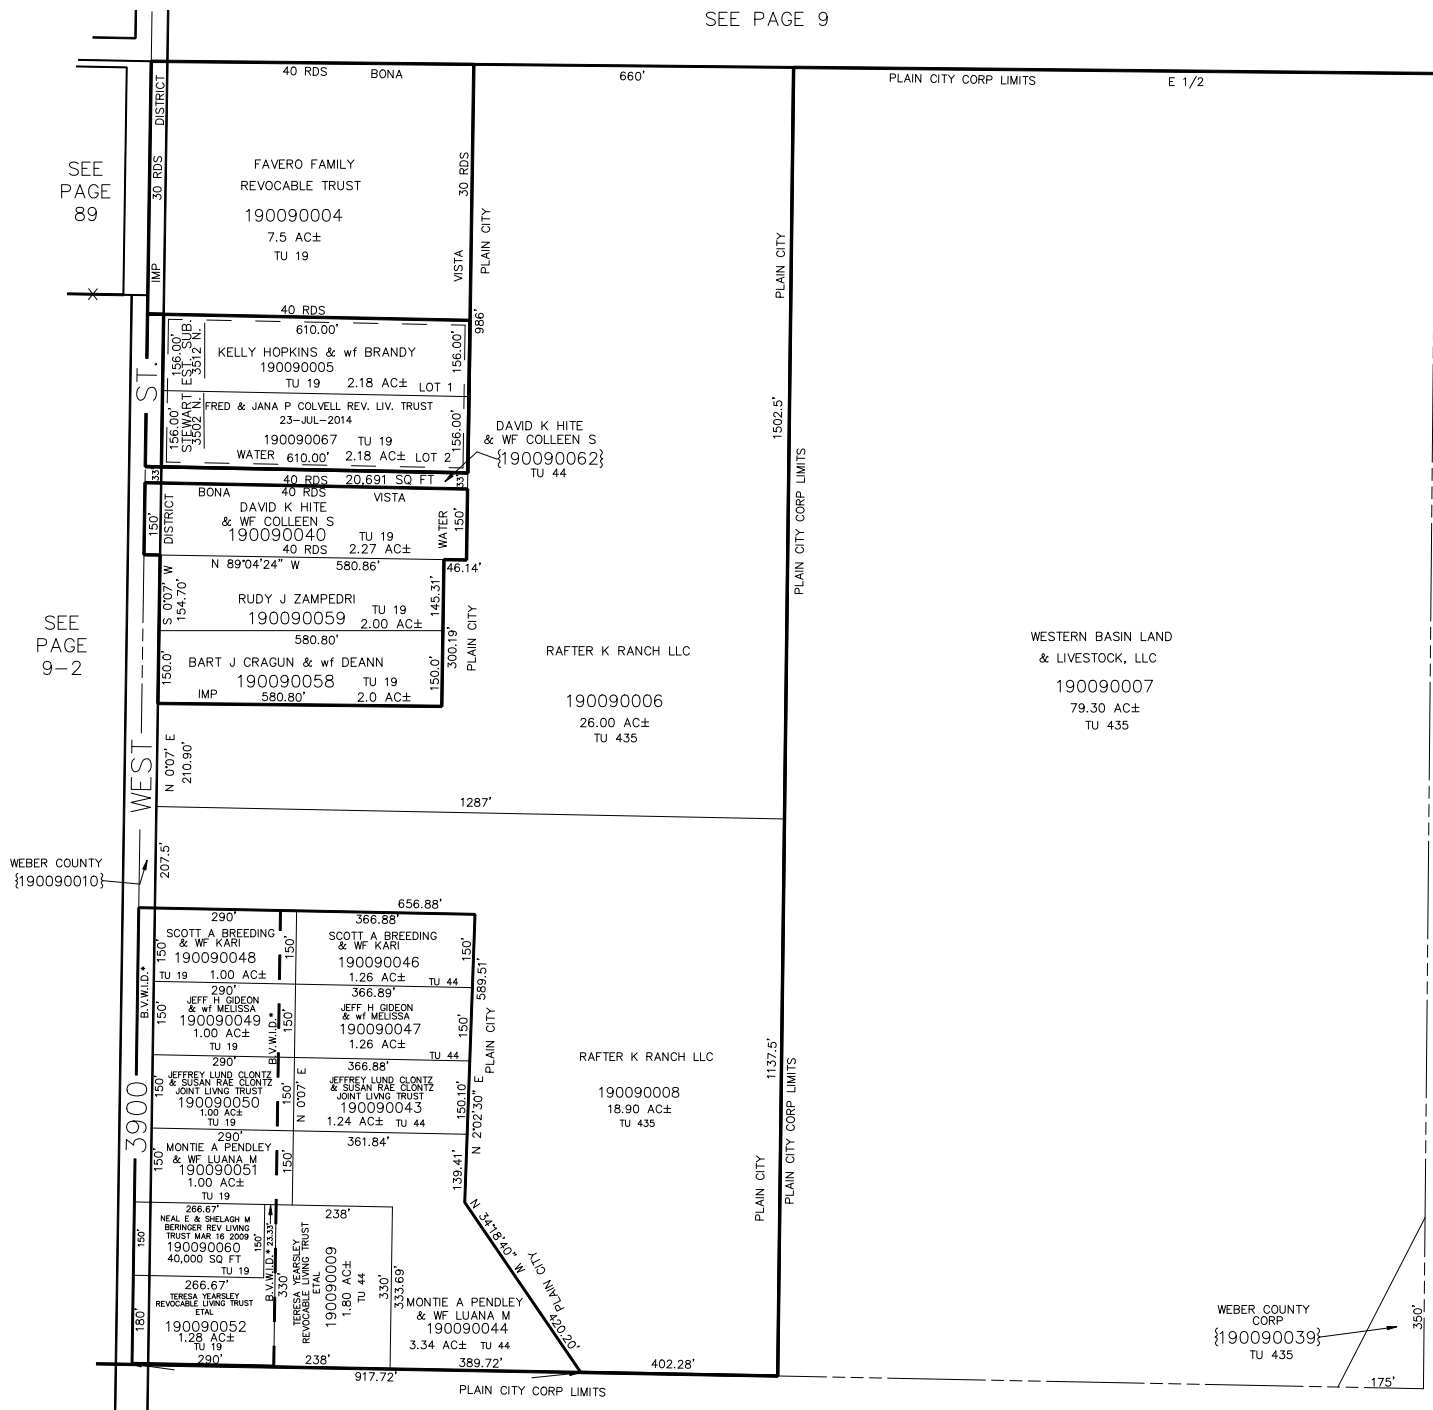 SEE PAGE 9
40 RDS
BONA
660'
PLAIN CITY CORP LIMITS
E 1/2
DISTRICT
30 RDS
IMP
SEE
PAGE
89
FAVERO FAMILY
REVOCABLE TRUST
190090004
7.5 AC±
TU 19
30 RDS
VISTA
PLAIN CITY
PLAIN CITY
40 RDS
986'
610.00'
156.00'
3512 N.
STEWART EST. SUB.
KELLY HOPKINS & wf BRANDY
190090005
TU 19 2.18 AC± LOT 1
156.00'
ST.
156.00'
3502 N.
FRED & JANA P COLVELL REV. LIV. TRUST
23-JUL-2014
190090067 TU 19
WATER 610.00' 2.18 AC± LOT 2
156.00'
DAVID K HITE
& WF COLLEEN S
{190090062}
TU 44
1502.5'
PLAIN CITY CORP LIMITS
33'
40 RDS 20,691 SQ FT
33'
BONA 40 RDS VISTA
150'
DISTRICT
DAVID K HITE
& WF COLLEEN S
190090040 TU 19
40 RDS 2.27 AC±
WATER
150'
N 89°04'24" W 580.86'
46.14'
S 0°07' W
154.70'
RUDY J ZAMPEDRI
190090059 TU 19
2.00 AC±
145.31'
300.19'
PLAIN CITY
580.80'
150.0'
BART J CRAGUN & wf DEANN
190090058 TU 19
IMP 580.80' 2.0 AC±
150.0'
SEE
PAGE
9-2
RAFTER K RANCH LLC
190090006
26.00 AC±
TU 435
WESTERN BASIN LAND
& LIVESTOCK, LLC
190090007
79.30 AC±
TU 435
WEST
N 0°07' E
210.90'
1287'
207.5'
WEBER COUNTY
{190090010}
656.88'
290'
366.88'
B.V.W.I.D.*
150'
SCOTT A BREEDING
& WF KARI
190090048
TU 19 1.00 AC±
150'
SCOTT A BREEDING
& WF KARI
190090046
1.26 AC± TU 44
150'
589.51'
290'
366.89'
150'
JEFF H GIDEON
& wf MELISSA
190090049
1.00 AC±
TU 19
B.V.W.I.D.*
150'
JEFF H GIDEON
& wf MELISSA
190090047
1.26 AC±
TU 44
150'
PLAIN CITY
290'
366.88'
150'
JEFFREY LUND CLONTZ
& SUSAN RAE CLONTZ
JOINT LIVNG TRUST
190090050
1.00 AC±
TU 19
150'
N 0°07' E
JEFFREY LUND CLONTZ
& SUSAN RAE CLONTZ
JOINT LIVNG TRUST
190090043
1.24 AC± TU 44
150.10'
N 2°02'30" E
RAFTER K RANCH LLC
190090008
18.90 AC±
TU 435
1137.5'
PLAIN CITY CORP LIMITS
3900
290'
361.84'
150'
MONTIE A PENDLEY
& WF LUANA M
190090051
1.00 AC±
TU 19
150'
139.41'
PLAIN CITY
266.67'
150'
NEAL E & SHELAGH M
BERINGER REV LIVING
TRUST MAR 16 2009
190090060
40,000 SQ FT
TU 19
150'
B.V.W.I.D.* 23.33'
238'
330'
TERESA YEARSLEY
REVOCABLE LIVING TRUST
ETAL
190090009
1.80 AC±
TU 44
330'
333.69'
N 34°18'40" W
PLAIN CITY
420.20'
266.67'
180'
TERESA YEARSLEY
REVOCABLE LIVING TRUST
ETAL
190090052
1.28 AC±
TU 19
290'
238'
MONTIE A PENDLEY
& WF LUANA M
190090044
3.34 AC± TU 44
389.72'
402.28'
917.72'
PLAIN CITY CORP LIMITS
WEBER COUNTY
CORP
{190090039}
TU 435
350'
175'